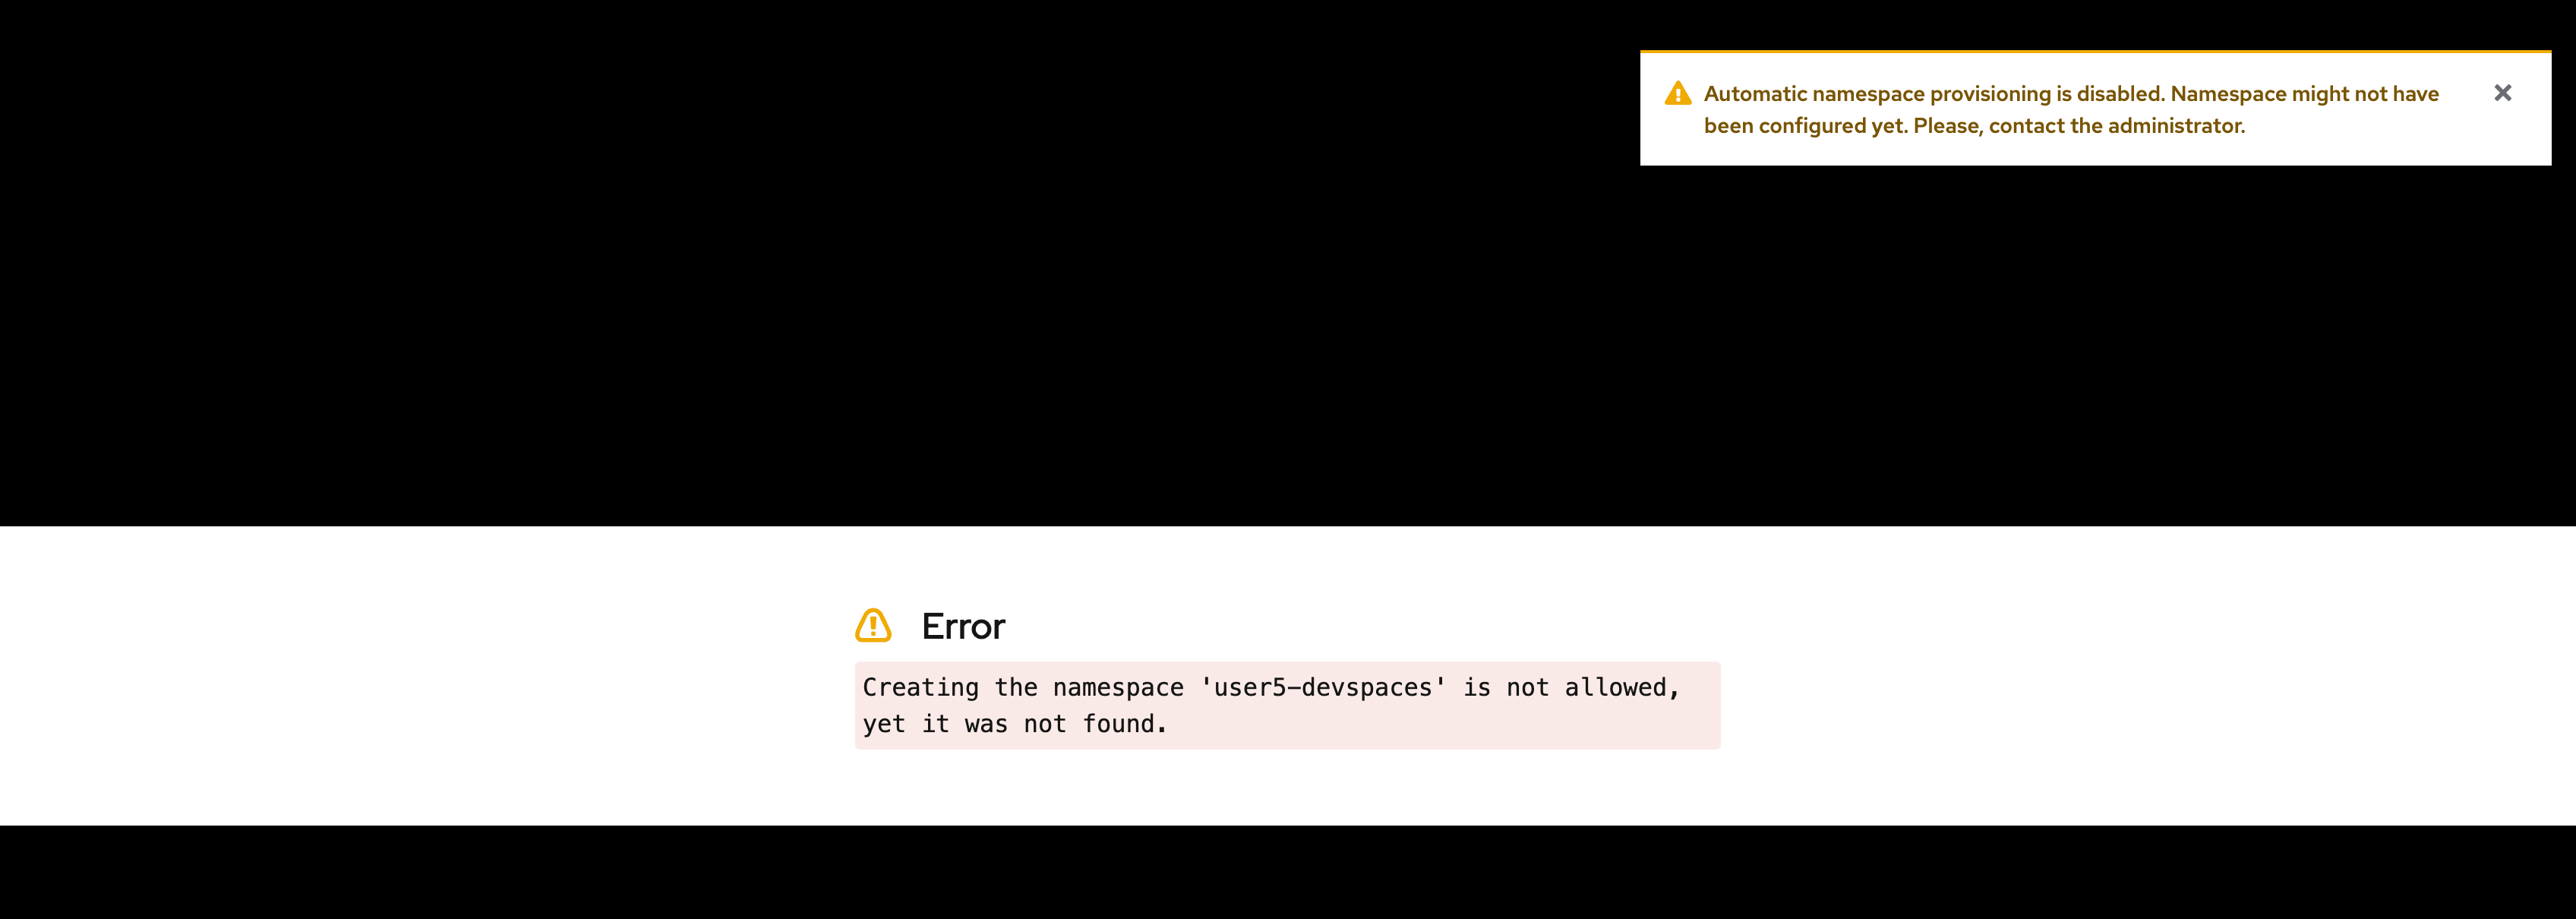 Automatic namespace provisioning is disabled. Namespace might not have
been configured yet. Please, contact the administrator.
Error
Creating the namespace 'user5-devspaces' is not allowed,
yet it was not found.